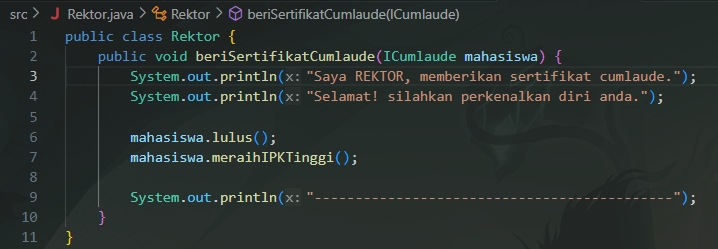 src > Rektor.java > Rektor > beriSertifikatCumlaude(ICumlaude)
1 public class Rektor {
2 public void beriSertifikatCumlaude(ICumlaude mahasiswa) {
3 System.out.println(x:"Saya REKTOR, memberikan sertifikat cumlaude.");
4 System.out.println(x:"Selamat! silahkan perkenalkan diri anda.");
5
6 mahasiswa.lulus();
7 mahasiswa.meraihIPKTinggi();
8
9 System.out.println(x:"--------------------------------------------");
10 }
11 }